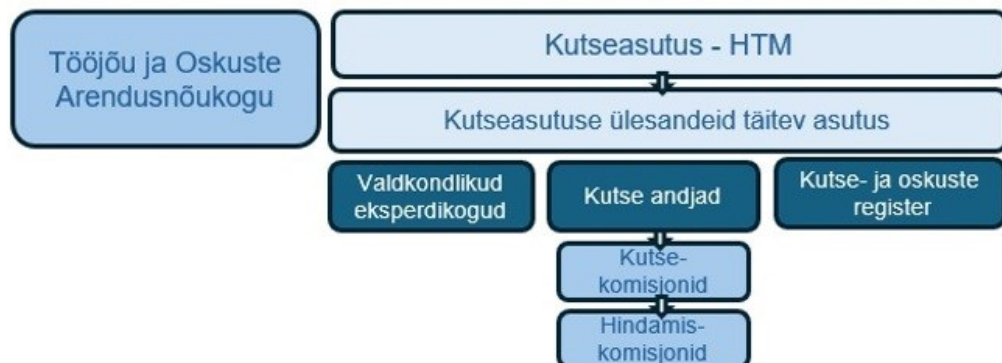 Tööjõu ja Oskuste
Arendusnõukogu
Kutseasutus - HTM
Kutseasutuse ülesandeid täitev asutus
Valdkondlikud
eksperdikogud
Kutse andjad
Kutse- ja oskuste
register
Kutse-
komisjonid
Hindamis-
komisjonid